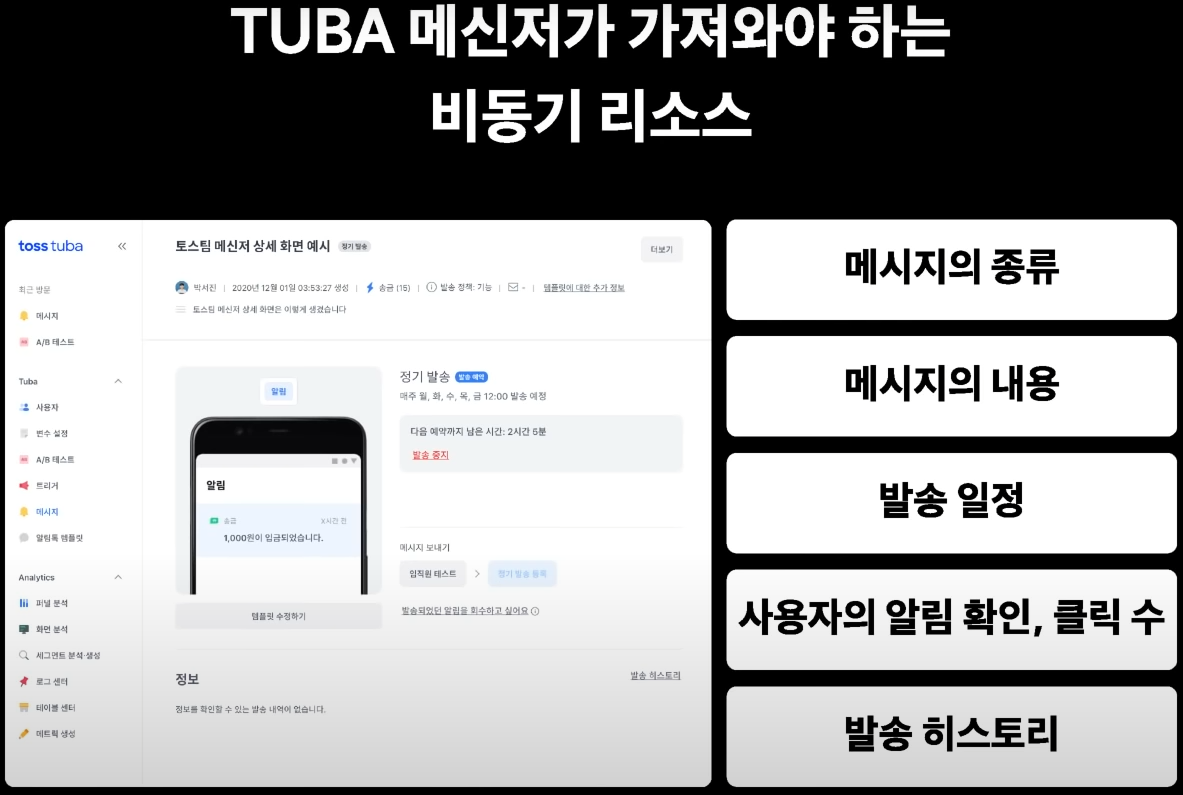 TUBA 메신저가 가져와야 하는
비동기 리소스
toss tuba
최근 방문
메시지
A/B 테스트
Tuba
사용자
변수 설정
A/B 테스트
트리거
메시지
알림톡 템플릿
Analytics
퍼널 분석
화면 분석
세그먼트 분석·생성
로그 센터
테이블 센터
메트릭 생성
토스팀 메신저 상세 화면 예시 정기 발송
더보기
박서진 | 2020년 12월 01일 03:53:27 생성 | 송금 (15) | 발송 정책: 기능 | - | 템플릿에 대한 추가 정보
토스팀 메신저 상세 화면은 이렇게 생겼습니다
알림
알림
송금 X시간 전
1,000원이 입금되었습니다.
템플릿 수정하기
정기 발송 발송 예약
매주 월, 화, 수, 목, 금 12:00 발송 예정
다음 예약까지 남은 시간: 2시간 5분
발송 중지
메시지 보내기
임직원 테스트 > 정기 발송 등록
발송되었던 알림을 회수하고 싶어요
정보
발송 히스토리
정보를 확인할 수 있는 발송 내역이 없습니다.
메시지의 종류
메시지의 내용
발송 일정
사용자의 알림 확인, 클릭 수
발송 히스토리